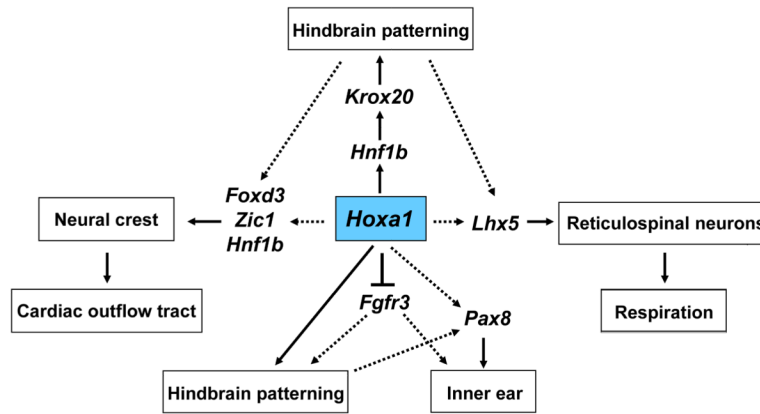 Hindbrain patterning
Krox20
Hnf1b
Foxd3
Zic1
Hnf1b
Neural crest
Hoxa1
Lhx5
Reticulospinal neurons
Cardiac outflow tract
Fgfr3
Pax8
Respiration
Hindbrain patterning
Inner ear